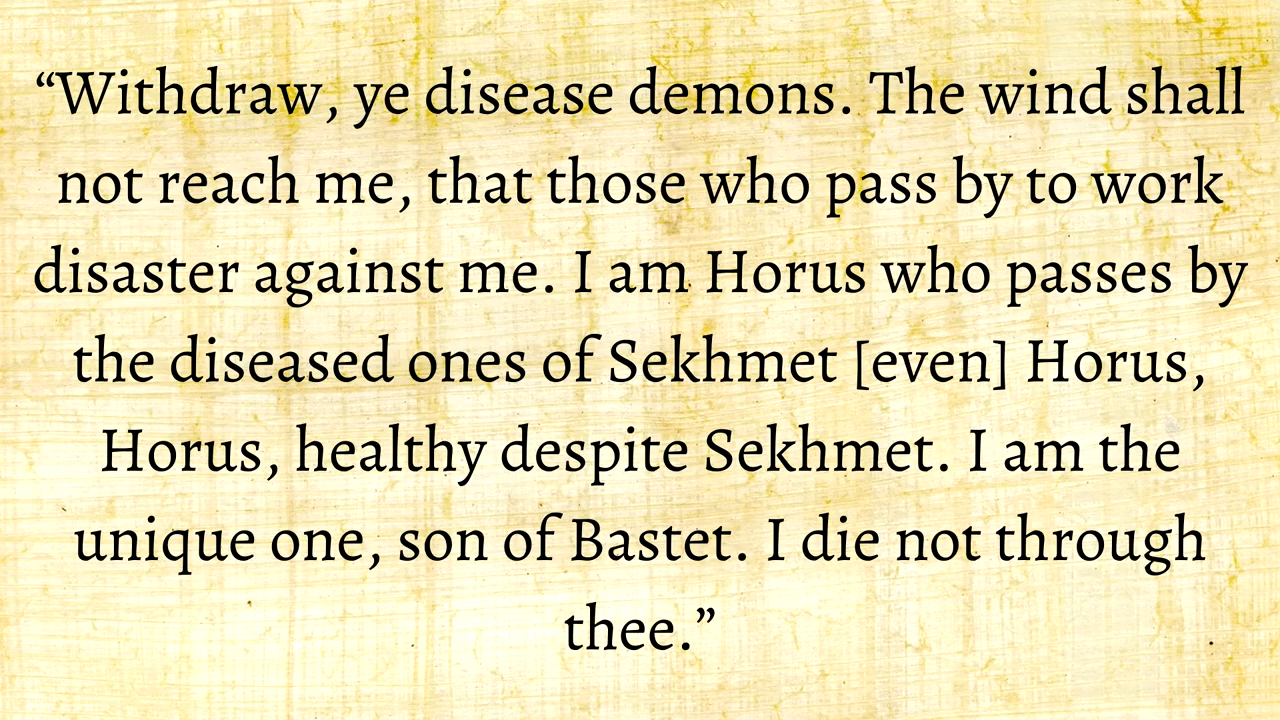 “Withdraw, ye disease demons. The wind shall
not reach me, that those who pass by to work
disaster against me. I am Horus who passes by
the diseased ones of Sekhmet [even] Horus,
Horus, healthy despite Sekhmet. I am the
unique one, son of Bastet. I die not through
thee.”